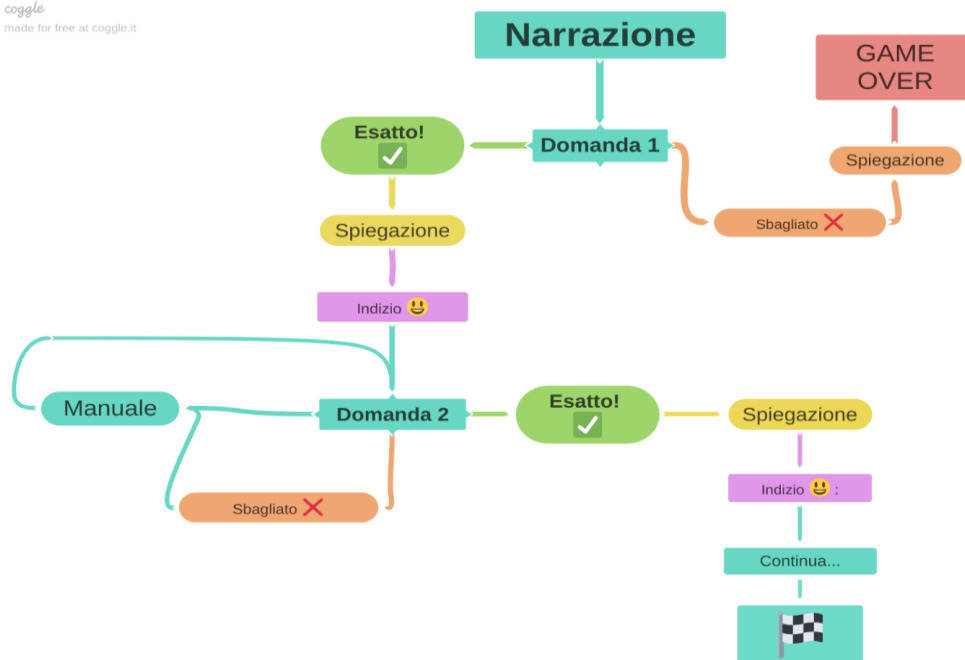 coggle
made for free at coggle.it
Narrazione
GAME
OVER
Esatto!
Domanda 1
Spiegazione
Sbagliato
Spiegazione
Indizio
Manuale
Domanda 2
Esatto!
Spiegazione
Sbagliato
Indizio :
Continua...